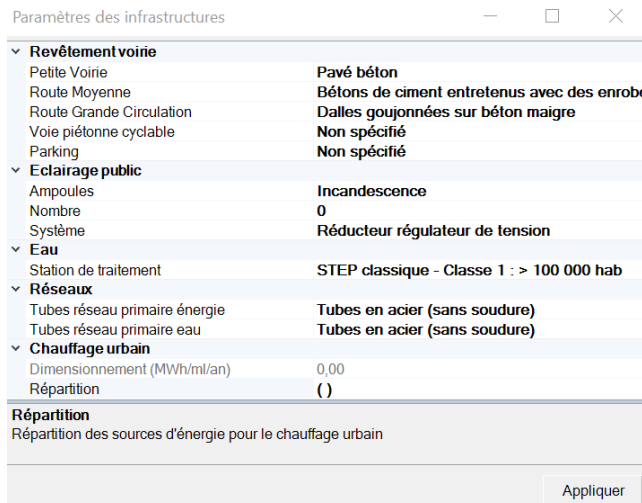 Paramètres des infrastructures
Revêtement voirie
Petite Voirie Pavé béton
Route Moyenne Bétons de ciment entretenus avec des enrobe
Route Grande Circulation Dalles goujonnées sur béton maigre
Voie piétonne cyclable Non spécifié
Parking Non spécifié
Eclairage public
Ampoules Incandescence
Nombre 0
Système Réducteur régulateur de tension
Eau
Station de traitement STEP classique - Classe 1 : > 100 000 hab
Réseaux
Tubes réseau primaire énergie Tubes en acier (sans soudure)
Tubes réseau primaire eau Tubes en acier (sans soudure)
Chauffage urbain
Dimensionnement (MWh/ml/an) 0,00
Répartition ( )
Répartition
Répartition des sources d'énergie pour le chauffage urbain
Appliquer